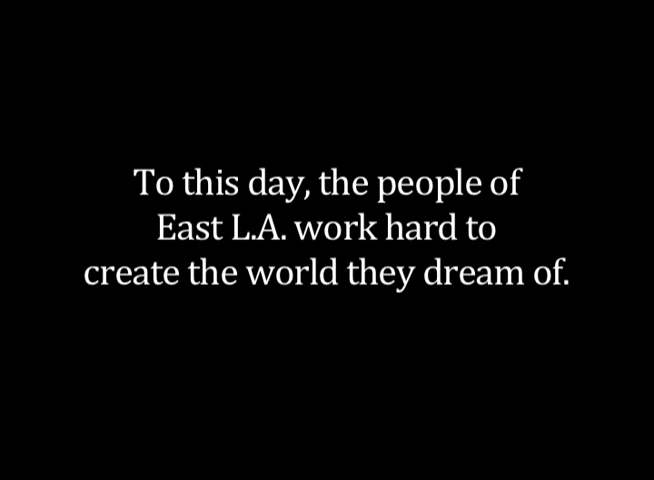 To this day, the people of
East L.A. work hard to
create the world they dream of.